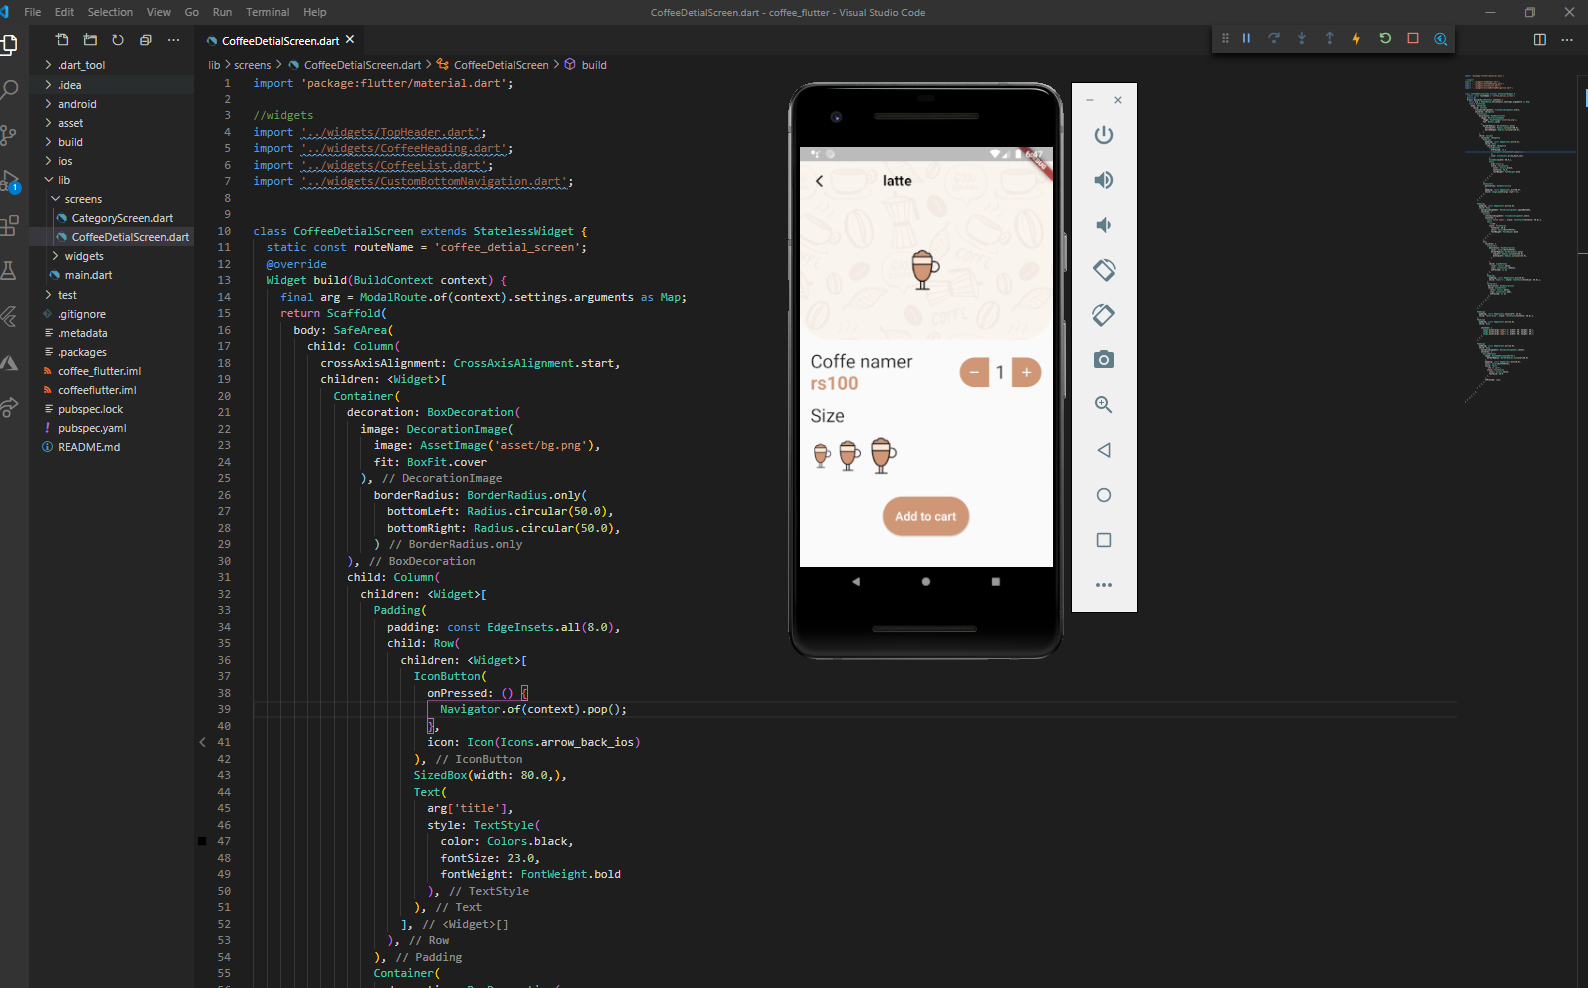 File Edit Selection View Go Run Terminal Help
CoffeeDetialScreen.dart - coffee_flutter - Visual Studio Code
CoffeeDetialScreen.dart
lib > screens > CoffeeDetialScreen.dart > CoffeeDetialScreen > build
.dart_tool
.idea
android
asset
build
ios
lib
screens
CategoryScreen.dart
CoffeeDetialScreen.dart
widgets
main.dart
test
.gitignore
.metadata
.packages
coffee_flutter.iml
coffeeflutter.iml
pubspec.lock
pubspec.yaml
README.md
1
1 import 'package:flutter/material.dart';
2
3 //widgets
4 import '../widgets/TopHeader.dart';
5 import '../widgets/CoffeeHeading.dart';
6 import '../widgets/CoffeeList.dart';
7 import '../widgets/CustomBottomNavigation.dart';
8
9
10 class CoffeeDetialScreen extends StatelessWidget {
11 static const routeName = 'coffee_detial_screen';
12 @override
13 Widget build(BuildContext context) {
14 final arg = ModalRoute.of(context).settings.arguments as Map;
15 return Scaffold(
16 body: SafeArea(
17 child: Column(
18 crossAxisAlignment: CrossAxisAlignment.start,
19 children: <Widget>[
20 Container(
21 decoration: BoxDecoration(
22 image: DecorationImage(
23 image: AssetImage('asset/bg.png'),
24 fit: BoxFit.cover
25 ), // DecorationImage
26 borderRadius: BorderRadius.only(
27 bottomLeft: Radius.circular(50.0),
28 bottomRight: Radius.circular(50.0),
29 ) // BorderRadius.only
30 ), // BoxDecoration
31 child: Column(
32 children: <Widget>[
33 Padding(
34 padding: const EdgeInsets.all(8.0),
35 child: Row(
36 children: <Widget>[
37 IconButton(
38 onPressed: () {
39 Navigator.of(context).pop();
40 },
41 icon: Icon(Icons.arrow_back_ios)
42 ), // IconButton
43 SizedBox(width: 80.0,),
44 Text(
45 arg['title'],
46 style: TextStyle(
47 color: Colors.black,
48 fontSize: 23.0,
49 fontWeight: FontWeight.bold
50 ), // TextStyle
51 ), // Text
52 ], // <Widget>[]
53 ), // Row
54 ), // Padding
55 Container(
latte
Coffe namer
rs100
− 1 +
Size
Add to cart